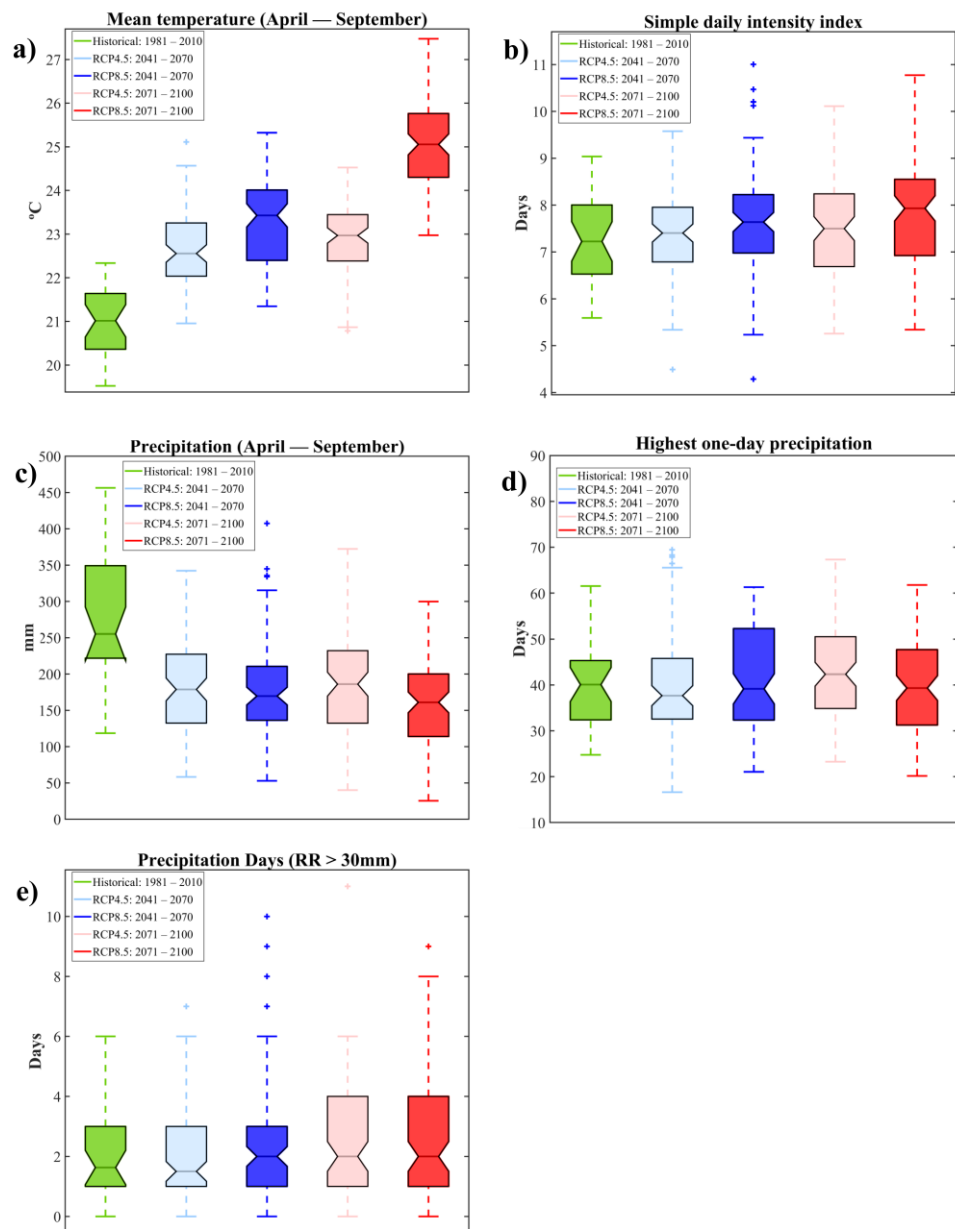 Mean temperature (April — September)
a)
Historical: 1981 – 2010
RCP4.5: 2041 – 2070
RCP8.5: 2041 – 2070
RCP4.5: 2071 – 2100
RCP8.5: 2071 – 2100
27
26
25
24
23
22
21
20
ºC
Simple daily intensity index
b)
Historical: 1981 – 2010
RCP4.5: 2041 – 2070
RCP8.5: 2041 – 2070
RCP4.5: 2071 – 2100
RCP8.5: 2071 – 2100
11
10
9
8
7
6
5
4
Days
Precipitation (April — September)
c)
Historical: 1981 – 2010
RCP4.5: 2041 – 2070
RCP8.5: 2041 – 2070
RCP4.5: 2071 – 2100
RCP8.5: 2071 – 2100
500
450
400
350
300
250
200
150
100
50
0
mm
Highest one-day precipitation
d)
Historical: 1981 – 2010
RCP4.5: 2041 – 2070
RCP8.5: 2041 – 2070
RCP4.5: 2071 – 2100
RCP8.5: 2071 – 2100
90
80
70
60
50
40
30
20
10
Days
Precipitation Days (RR > 30mm)
e)
Historical: 1981 – 2010
RCP4.5: 2041 – 2070
RCP8.5: 2041 – 2070
RCP4.5: 2071 – 2100
RCP8.5: 2071 – 2100
10
8
6
4
2
0
Days